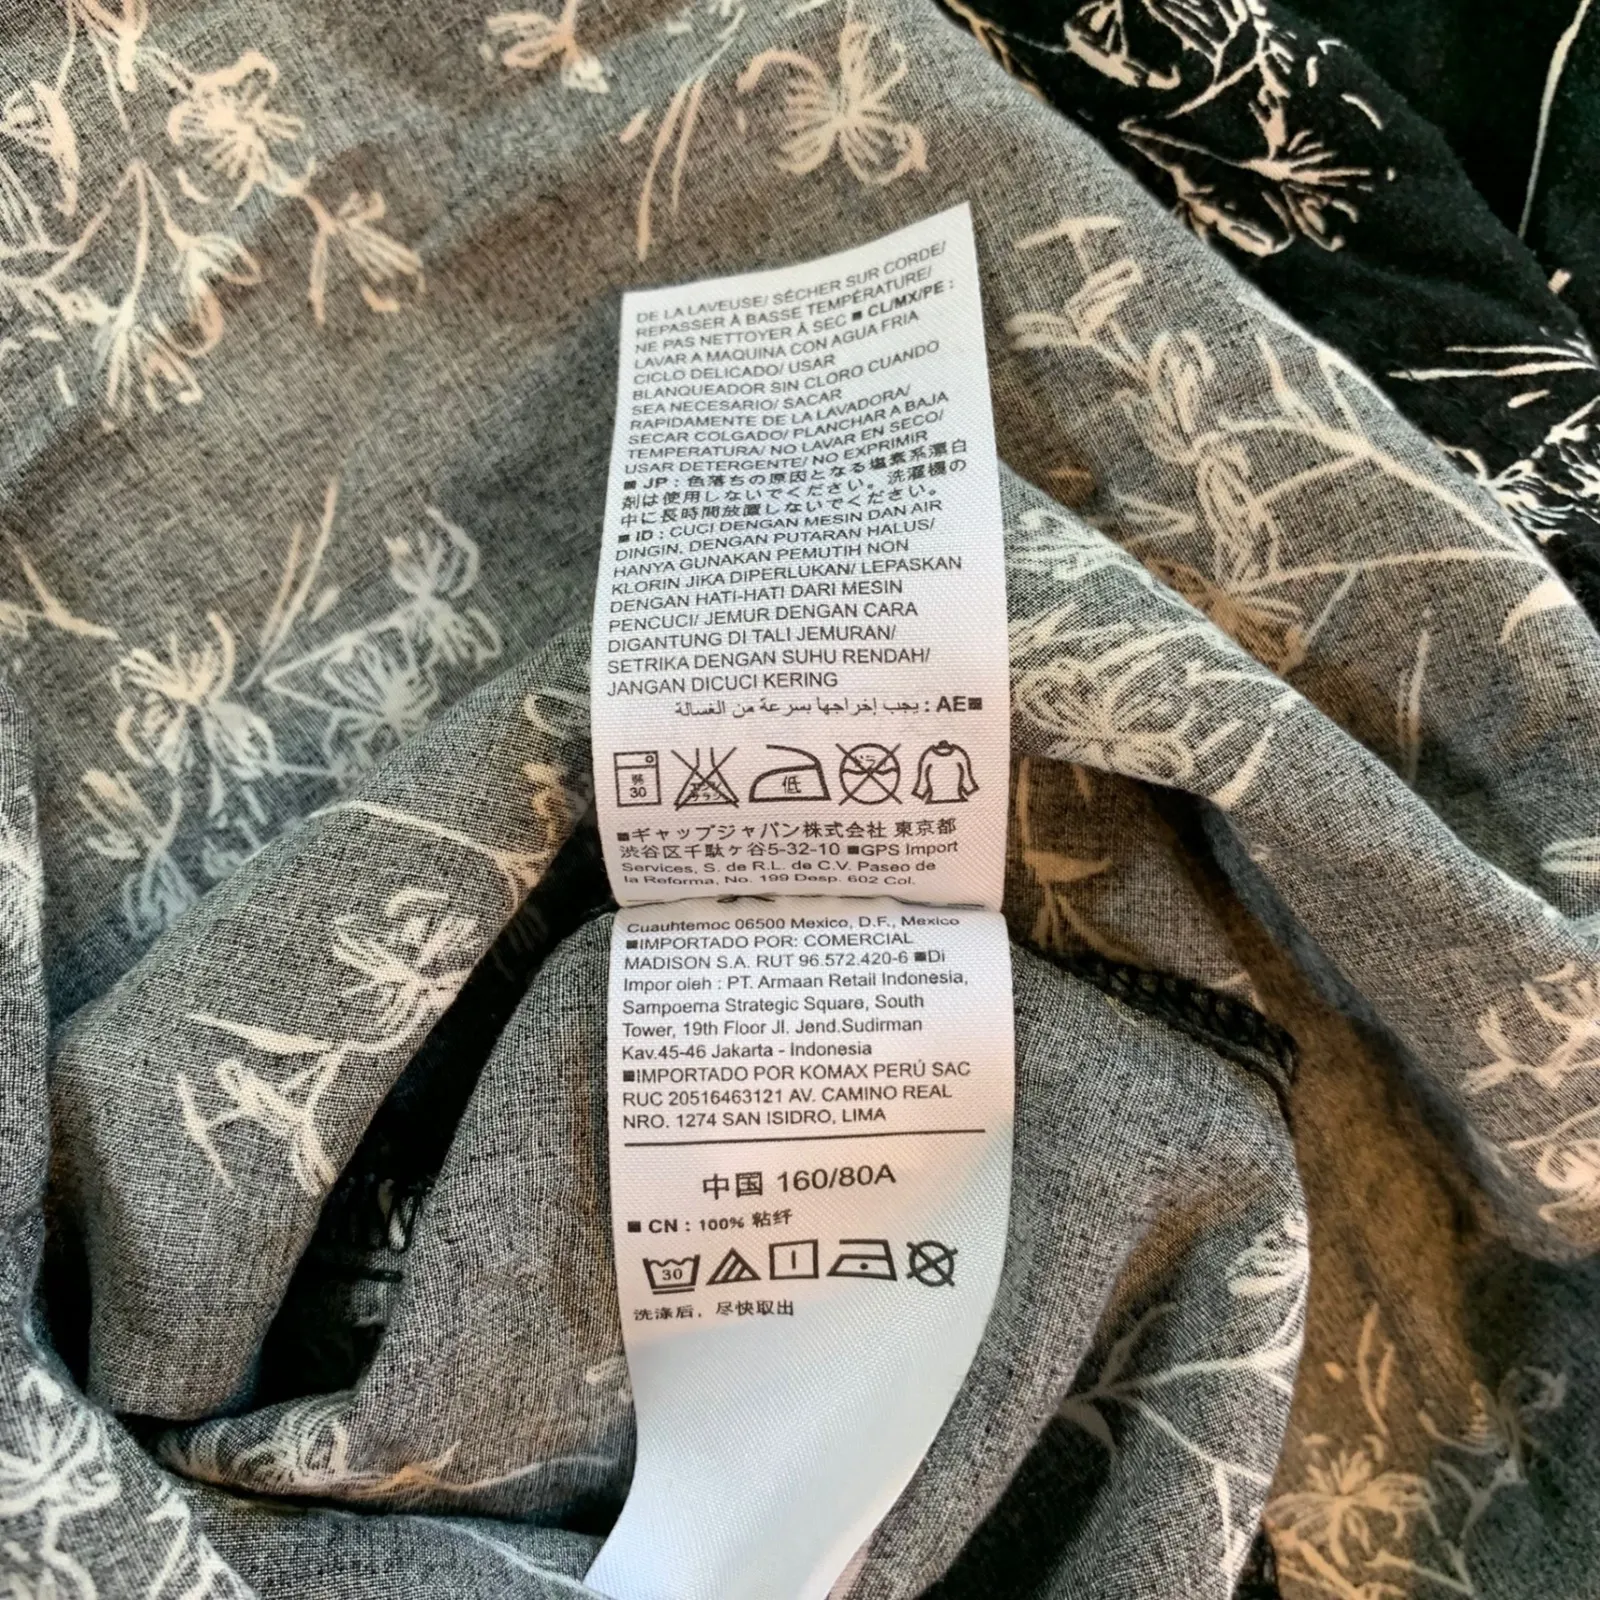 DE LA LAVEUSE/ SÉCHER SUR CORDE/
REPASSER À BASSE TEMPÉRATURE/
NE PAS NETTOYER À SEC ■ CL/MX/PE :
LAVAR A MAQUINA CON AGUA FRIA
CICLO DELICADO/ USAR
BLANQUEADOR SIN CLORO CUANDO
SEA NECESARIO/ SACAR
RAPIDAMENTE DE LA LAVADORA/
SECAR COLGADO/ PLANCHAR A BAJA
TEMPERATURA/ NO LAVAR EN SECO/
USAR DETERGENTE/ NO EXPRIMIR
■ JP : 色落ちの原因となる塩素系漂白
剤は使用しないでください。洗濯機の
中に長時間放置しないでください。
■ ID : CUCI DENGAN MESIN DAN AIR
DINGIN, DENGAN PUTARAN HALUS/
HANYA GUNAKAN PEMUTIH NON
KLORIN JIKA DIPERLUKAN/ LEPASKAN
DENGAN HATI-HATI DARI MESIN
PENCUCI/ JEMUR DENGAN CARA
DIGANTUNG DI TALI JEMURAN/
SETRIKA DENGAN SUHU RENDAH/
JANGAN DICUCI KERING
■AE : يجب إخراجها بسرعة من الغسالة
弱 30 エンソサラシ 低 ドライ
■ギャップジャパン株式会社 東京都
渋谷区千駄ヶ谷5-32-10 ■GPS Import
Services, S. de R.L. de C.V. Paseo de
la Reforma, No. 199 Desp. 602 Col.
Cuauhtemoc 06500 Mexico, D.F., Mexico
■IMPORTADO POR: COMERCIAL
MADISON S.A. RUT 96.572.420-6 ■Di
Impor oleh : PT. Armaan Retail Indonesia,
Sampoerna Strategic Square, South
Tower, 19th Floor Jl. Jend.Sudirman
Kav.45-46 Jakarta - Indonesia
■IMPORTADO POR KOMAX PERÚ SAC
RUC 20516463121 AV. CAMINO REAL
NRO. 1274 SAN ISIDRO, LIMA
中国 160/80A
■ CN : 100% 粘纤
30
洗涤后，尽快取出